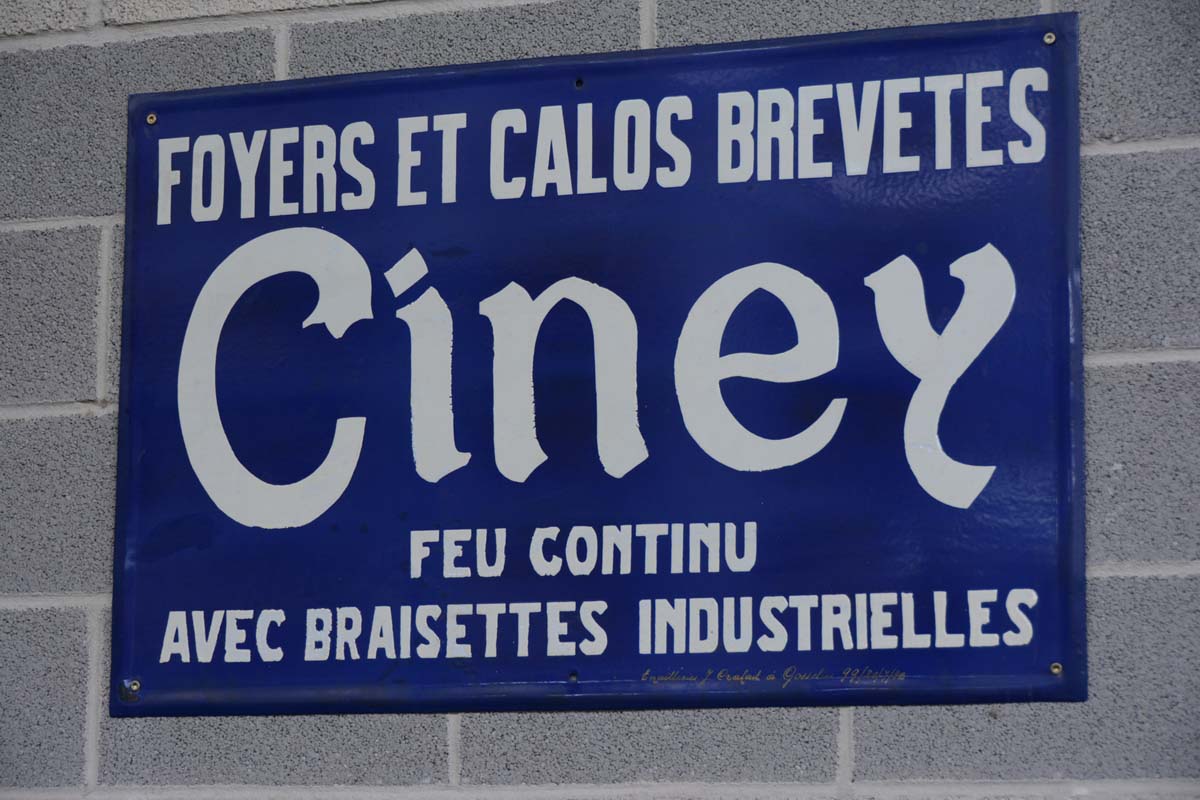 FOYERS ET CALOS BREVETES
Ciney
FEU CONTINU
AVEC BRAISETTES INDUSTRIELLES